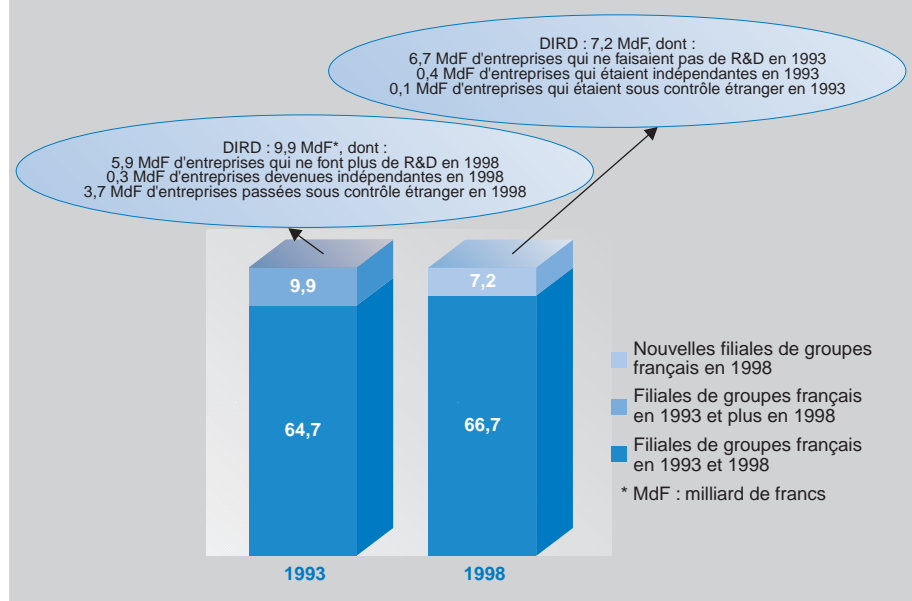 DIRD : 7,2 MdF, dont :
6,7 MdF d'entreprises qui ne faisaient pas de R&D en 1993
0,4 MdF d'entreprises qui étaient indépendantes en 1993
0,1 MdF d'entreprises qui étaient sous contrôle étranger en 1993
DIRD : 9,9 MdF*, dont :
5,9 MdF d'entreprises qui ne font plus de R&D en 1998
0,3 MdF d'entreprises devenues indépendantes en 1998
3,7 MdF d'entreprises passées sous contrôle étranger en 1998
9,9
7,2
64,7
66,7
Nouvelles filiales de groupes
français en 1998
Filiales de groupes français
en 1993 et plus en 1998
Filiales de groupes français
en 1993 et 1998
* MdF : milliard de francs
1993
1998